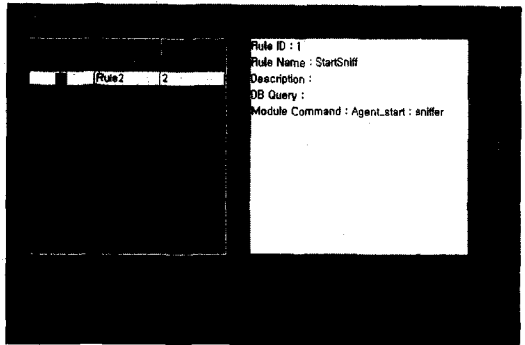 Rule2 2
Rule ID : 1
Rule Name : StartSniff
Description :
DB Query :
Module Command : Agent_start : sniffer